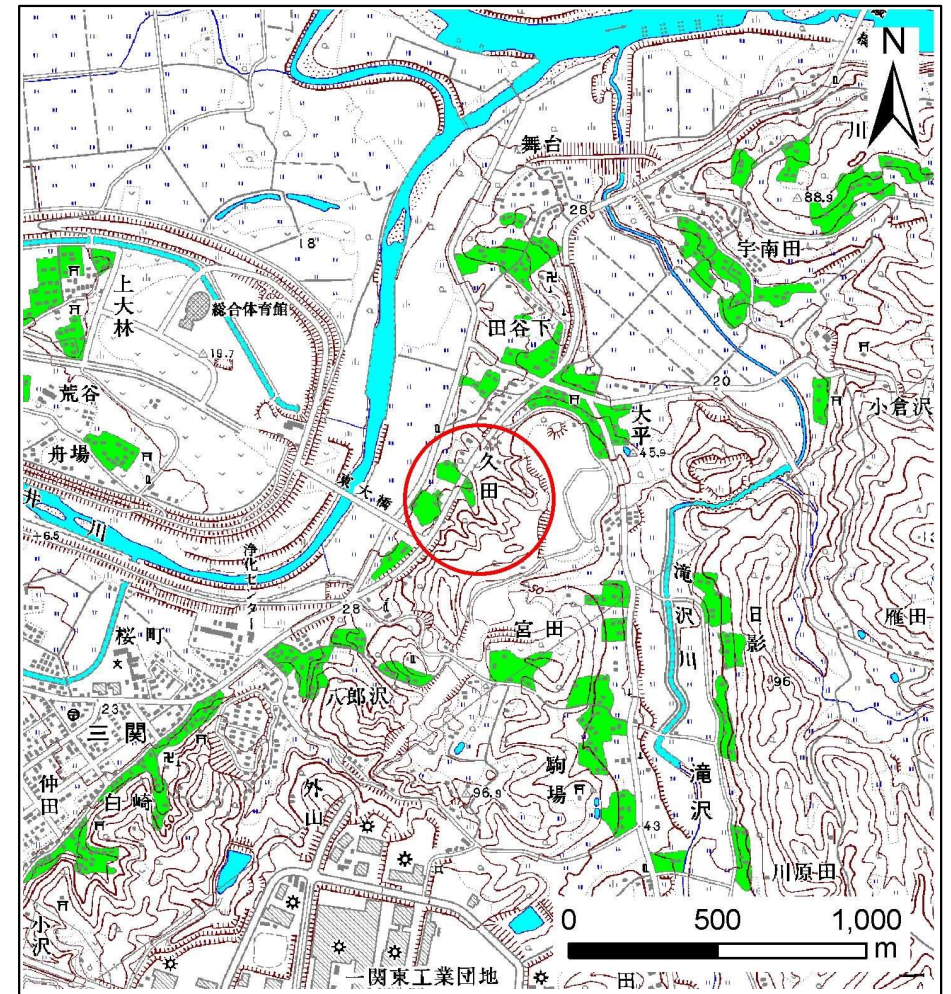 N
川
舞台
28
88.9
18
宇南田
上大林
総合体育館
田谷下
19.7
20
荒谷
太平
小倉沢
舟場
久田
45.9
東大橋
井川
浄化センター
6.5
28
50
滝沢川
日影
雁田
宮田
桜町
八郎沢
96
23
三関
駒場
滝沢
仲田
白崎
50
外山
96.9
43
川原田
小沢
0 500 1,000
m
一関東工業団地
田